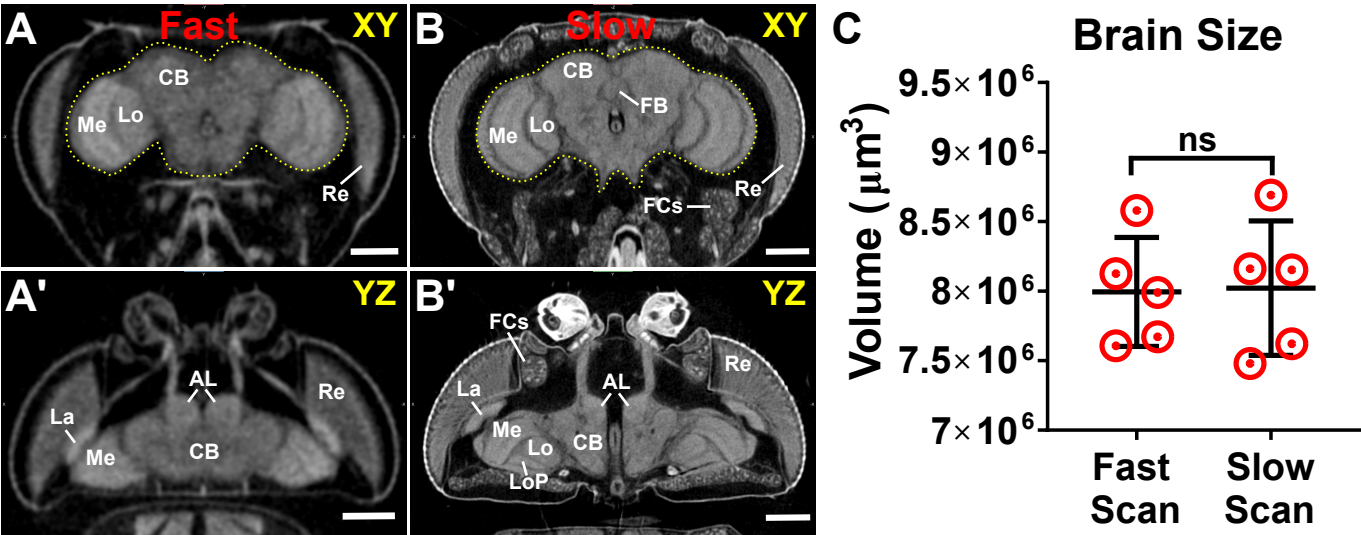 A
Fast
XY
CB
Me
Lo
Re
B
Slow
XY
CB
FB
Me
Lo
Re
FCs
A'
YZ
AL
Re
La
Me
CB
B'
YZ
FCs
Re
AL
La
Me
CB
Lo
LoP
C
Brain Size
Volume (μm³)
9.5×10⁶
9×10⁶
8.5×10⁶
8×10⁶
7.5×10⁶
7×10⁶
ns
Fast
Scan
Slow
Scan